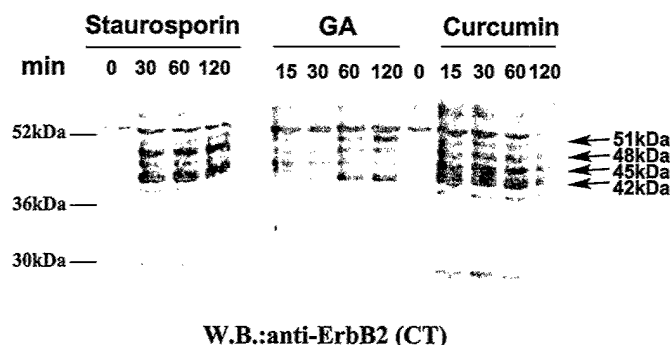 Staurosporin GA Curcumin
min 0 30 60 120 15 30 60 120 0 15 30 60 120
52kDa
51kDa
48kDa
45kDa
42kDa
36kDa
30kDa
W.B.:anti-ErbB2 (CT)